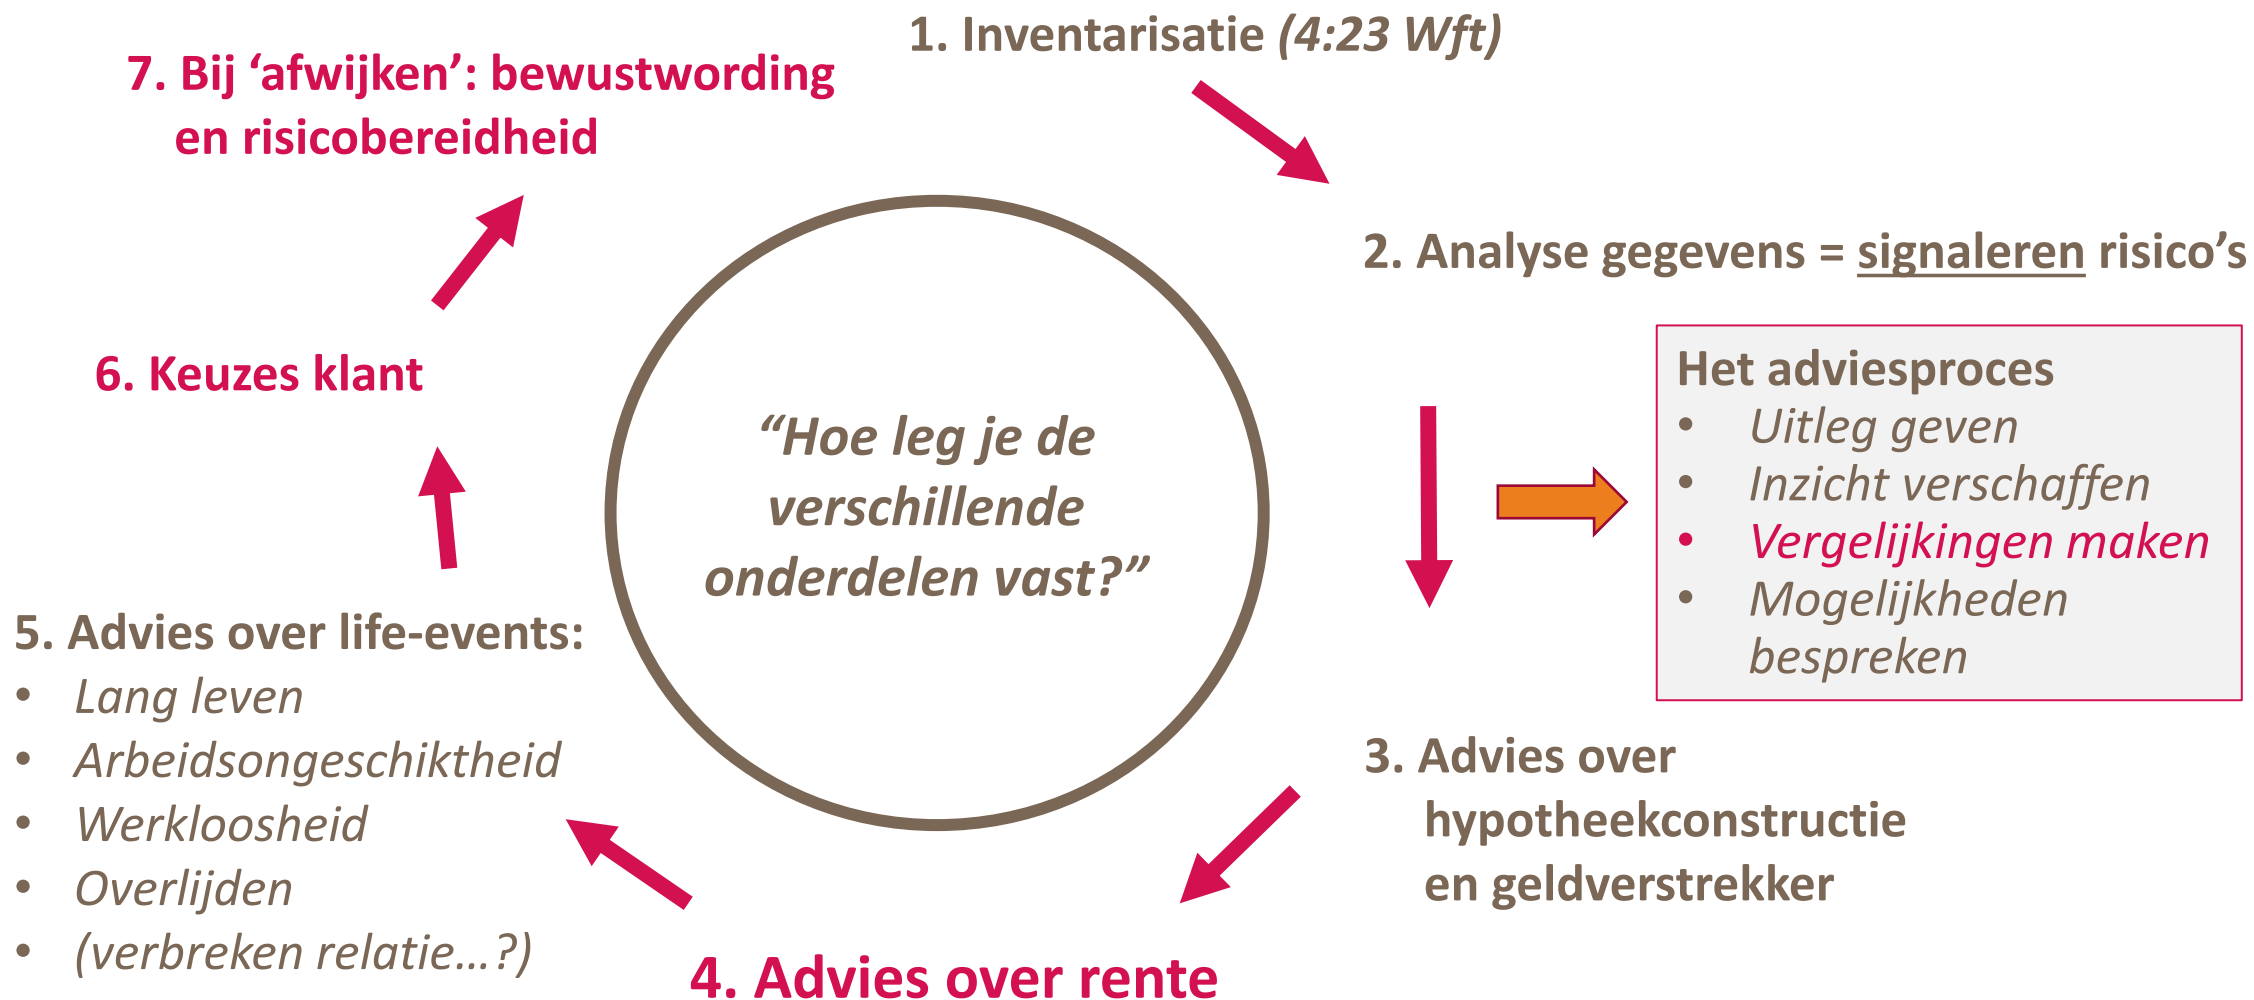 1. Inventarisatie (4:23 Wft)
2. Analyse gegevens = signaleren risico’s
Het adviesproces
• Uitleg geven
• Inzicht verschaffen
• Vergelijkingen maken
• Mogelijkheden
bespreken
3. Advies over
hypotheekconstructie
en geldverstrekker
4. Advies over rente
5. Advies over life-events:
• Lang leven
• Arbeidsongeschiktheid
• Werkloosheid
• Overlijden
• (verbreken relatie…?)
6. Keuzes klant
7. Bij ‘afwijken’: bewustwording
en risicobereidheid
“Hoe leg je de
verschillende
onderdelen vast?”